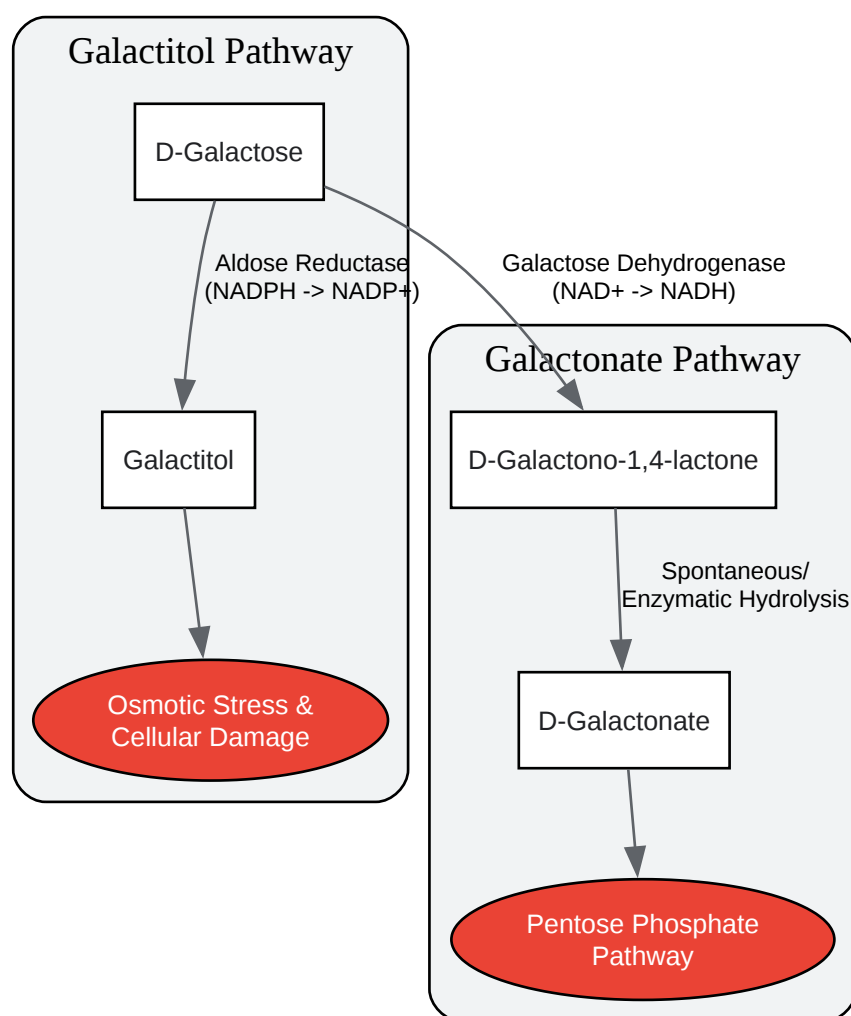 Galactitol Pathway
D-Galactose
Aldose Reductase
(NADPH -> NADP+)
Galactose Dehydrogenase
(NAD+ -> NADH)
Galactonate Pathway
Galactitol
D-Galactono-1,4-lactone
Spontaneous/
Enzymatic Hydrolysis
Osmotic Stress &
Cellular Damage
D-Galactonate
Pentose Phosphate
Pathway